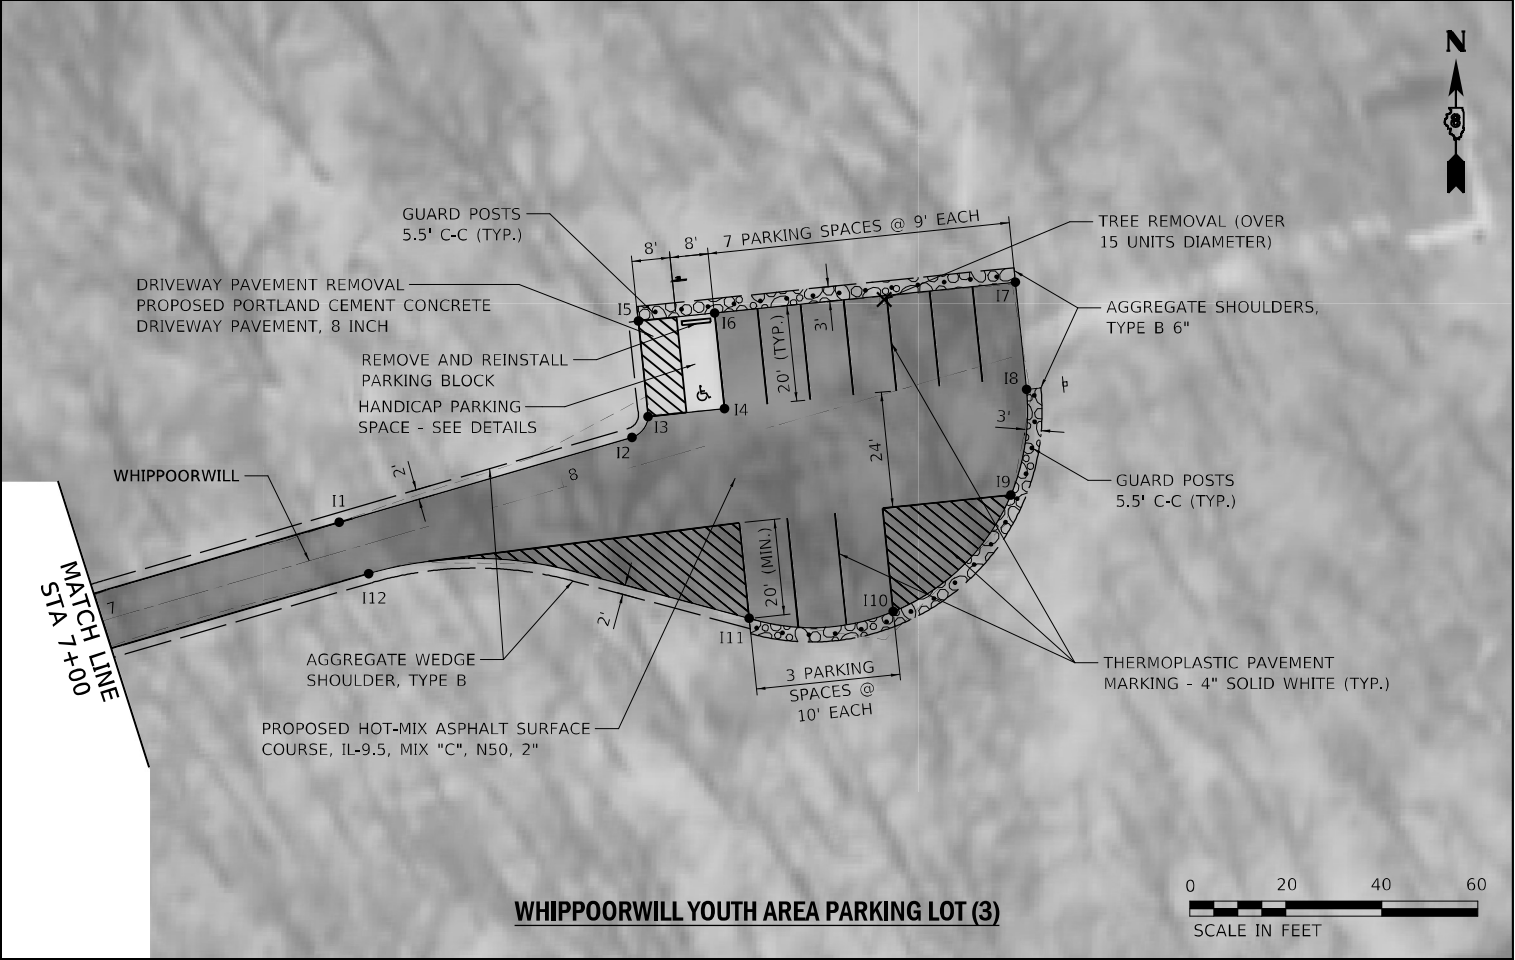 N
8
GUARD POSTS
5.5' C-C (TYP.)
8'
8'
7 PARKING SPACES @ 9' EACH
TREE REMOVAL (OVER
15 UNITS DIAMETER)
DRIVEWAY PAVEMENT REMOVAL
PROPOSED PORTLAND CEMENT CONCRETE
DRIVEWAY PAVEMENT, 8 INCH
I5
I6
I7
AGGREGATE SHOULDERS,
TYPE B 6"
3'
20' (TYP.)
REMOVE AND REINSTALL
PARKING BLOCK
HANDICAP PARKING
SPACE - SEE DETAILS
I8
I4
I3
I2
3'
24'
WHIPPOORWILL
2'
8
I9
GUARD POSTS
5.5' C-C (TYP.)
I1
MATCH LINE
STA 7+00
7
I12
20' (MIN.)
I10
I11
2'
AGGREGATE WEDGE
SHOULDER, TYPE B
3 PARKING
SPACES @
10' EACH
THERMOPLASTIC PAVEMENT
MARKING - 4" SOLID WHITE (TYP.)
PROPOSED HOT-MIX ASPHALT SURFACE
COURSE, IL-9.5, MIX "C", N50, 2"
WHIPPOORWILL YOUTH AREA PARKING LOT (3)
0 20 40 60
SCALE IN FEET